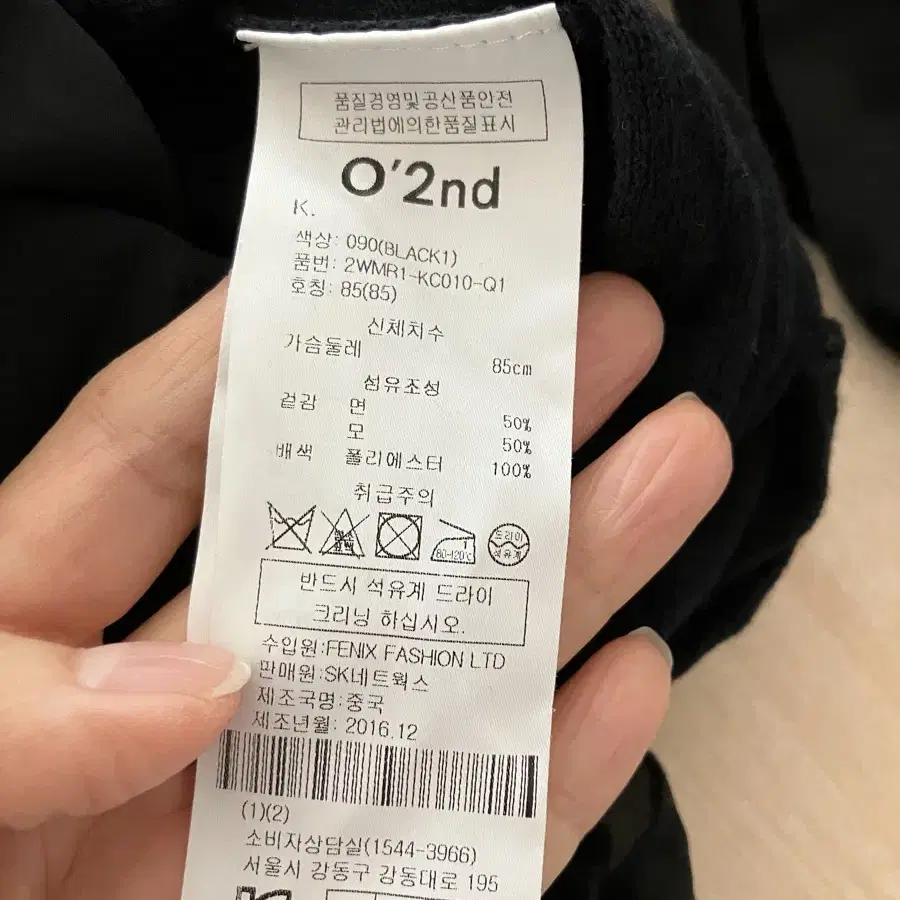 품질경영및공산품안전
관리법에의한품질표시
O'2nd
K.
색상: 090(BLACK1)
품번: 2WMR1-KC010-Q1
호칭: 85(85)
신체치수
가슴둘레 85cm
섬유조성
겉감 면 50%
모 50%
배색 폴리에스터 100%
취급주의
80-120℃
드라이
석유계
반드시 석유계 드라이
크리닝 하십시오.
수입원:FENIX FASHION LTD
판매원:SK네트웍스
제조국명:중국
제조년월: 2016.12
(1)(2)
소비자상담실(1544-3966)
서울시 강동구 강동대로 195